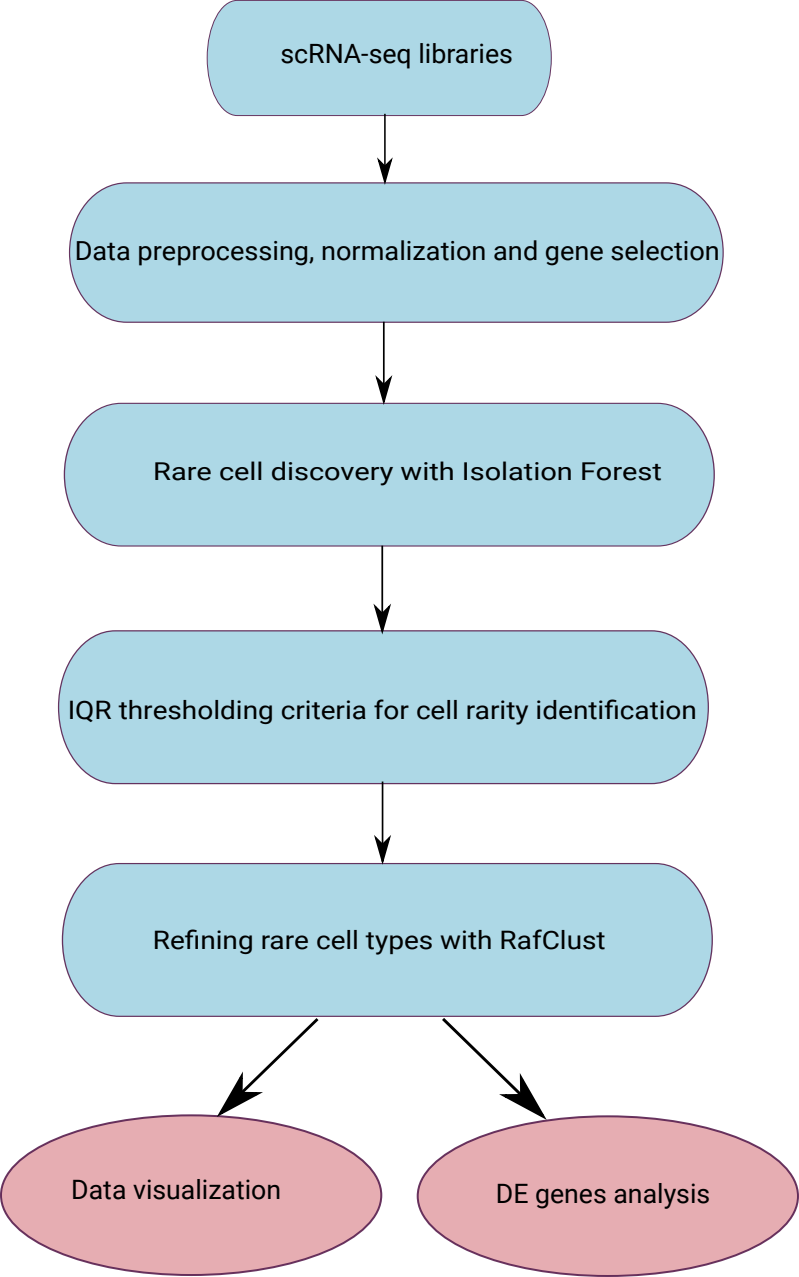 scRNA-seq libraries
Data preprocessing, normalization and gene selection
Rare cell discovery with Isolation Forest
IQR thresholding criteria for cell rarity identification
Refining rare cell types with RafClust
Data visualization
DE genes analysis